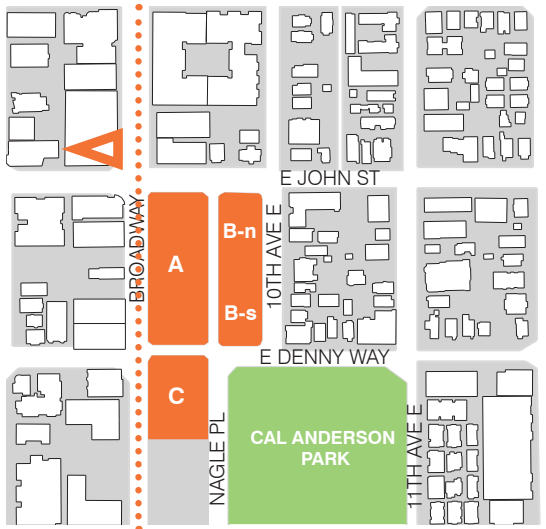 E JOHN ST
BROADWAY
A
B-n
10TH AVE E
B-s
E DENNY WAY
C
NAGLE PL
CAL ANDERSON
PARK
11TH AVE E